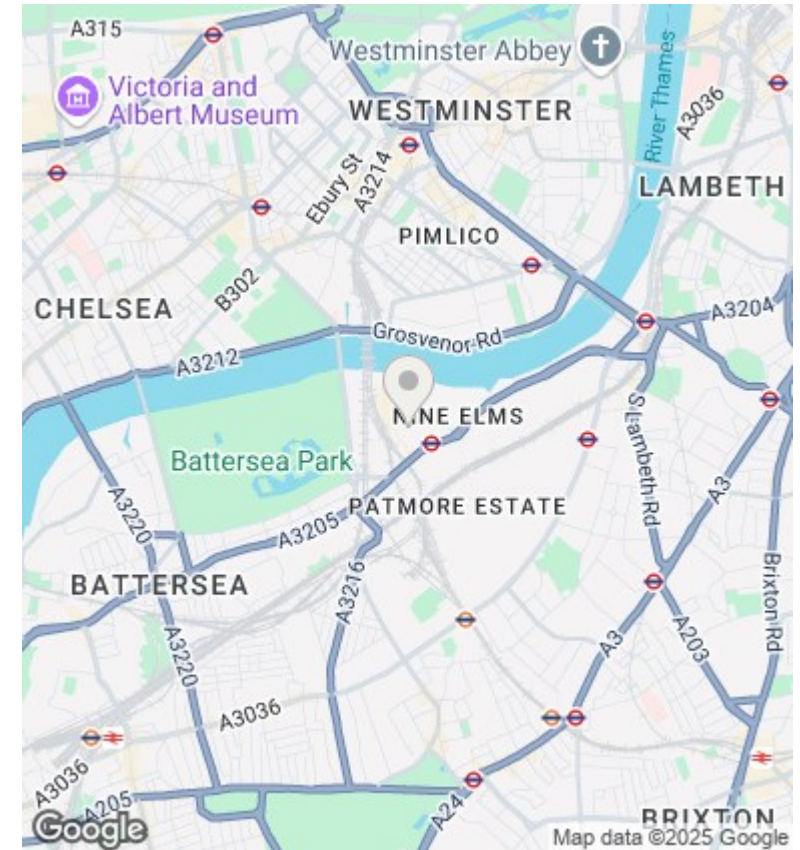 A315
Westminster Abbey
Victoria and
Albert Museum
WESTMINSTER
River Thames
A3036
Ebury St
A3214
LAMBETH
PIMLICO
B302
CHELSEA
A3204
Grosvenor Rd
A3212
NINE ELMS
S Lambeth Rd
Battersea Park
A3
A3220
PATMORE ESTATE
A3205
BATTERSEA
A3216
Brixton Rd
A203
A3
A3220
A3036
A3036
A205
A24
BRIXTON
Google
Map data ©2025 Google